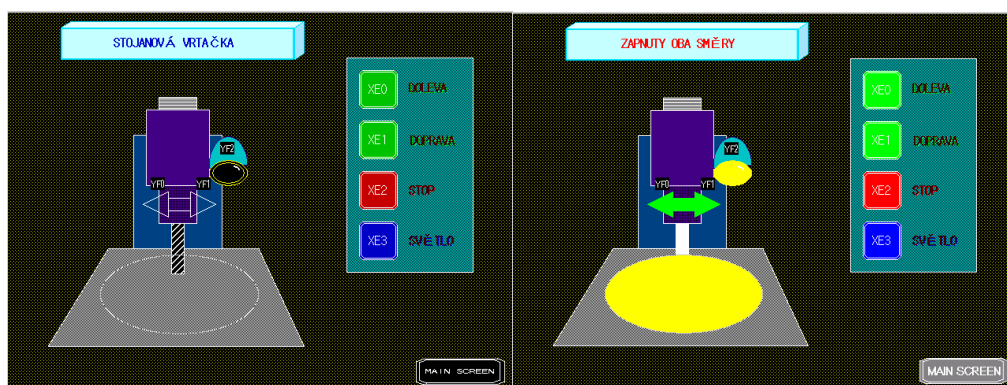 STOJANOVÁ VRTAČKA
XE0 DOLEVA
XE1 DOPRAVA
XE2 STOP
XE3 SVĚTLO
YF2
YF0 YF1
MAIN SCREEN
ZAPNUTY OBA SMĚRY
XE0 DOLEVA
XE1 DOPRAVA
XE2 STOP
XE3 SVĚTLO
YF2
YF0 YF1
MAIN SCREEN